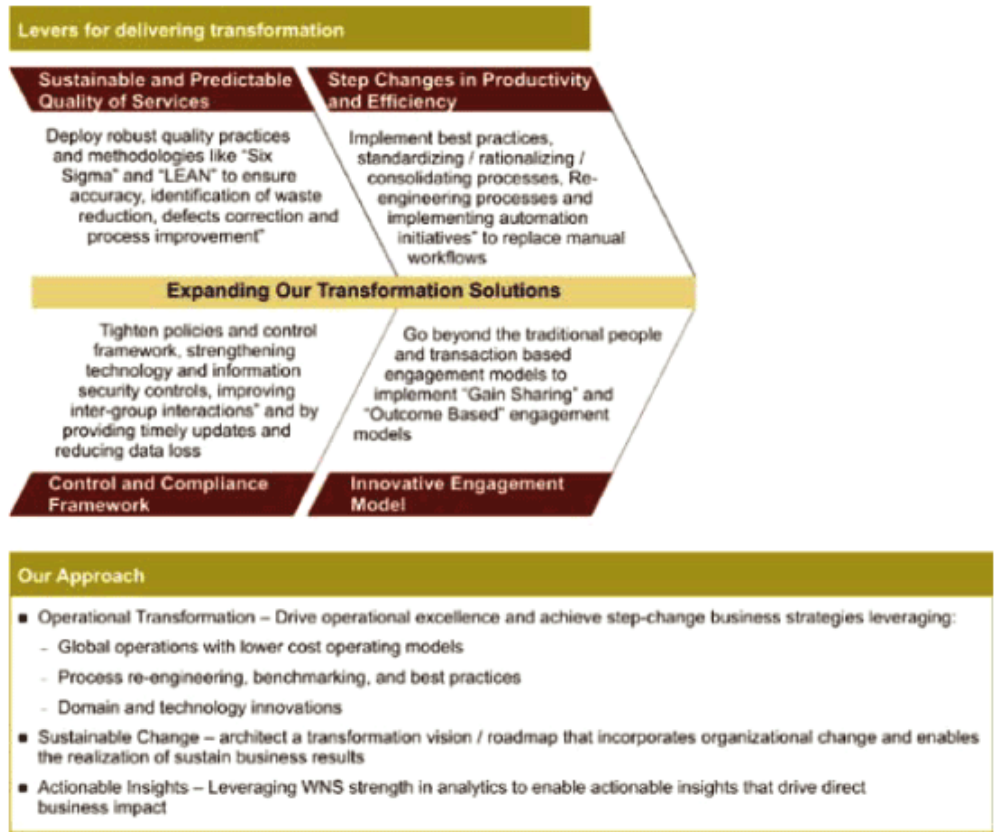 Levers for delivering transformation
Sustainable and Predictable
Quality of Services
Deploy robust quality practices
and methodologies like "Six
Sigma" and "LEAN" to ensure
accuracy, identification of waste
reduction, defects correction and
process improvement"
Step Changes in Productivity
and Efficiency
Implement best practices,
standardizing / rationalizing /
consolidating processes, Re-
engineering processes and
implementing automation
initiatives" to replace manual
workflows
Expanding Our Transformation Solutions
Tighten policies and control
framework, strengthening
technology and information
security controls, improving
inter-group interactions" and by
providing timely updates and
reducing data loss
Control and Compliance
Framework
Go beyond the traditional people
and transaction based
engagement models to
implement "Gain Sharing" and
"Outcome Based" engagement
models
Innovative Engagement
Model
Our Approach
■ Operational Transformation – Drive operational excellence and achieve step-change business strategies leveraging:
- Global operations with lower cost operating models
- Process re-engineering, benchmarking, and best practices
- Domain and technology innovations
■ Sustainable Change – architect a transformation vision / roadmap that incorporates organizational change and enables
the realization of sustain business results
■ Actionable Insights – Leveraging WNS strength in analytics to enable actionable insights that drive direct
business impact